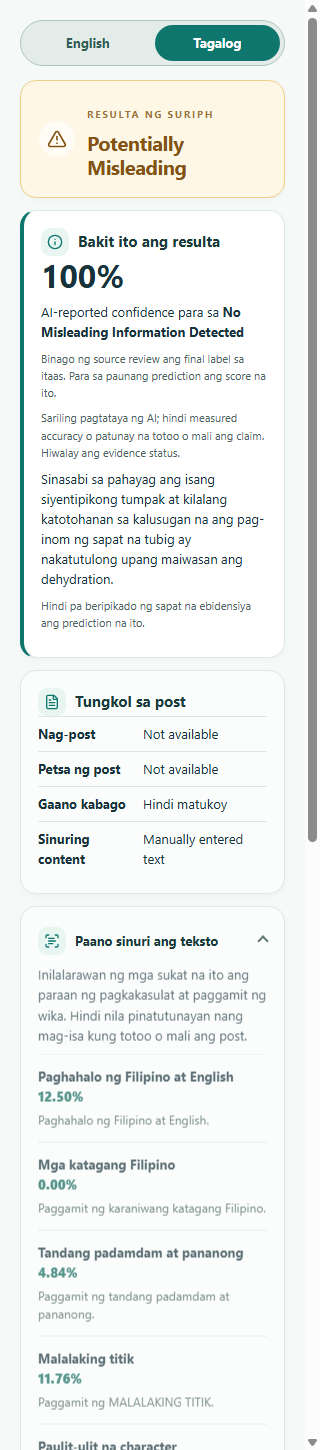 English
Tagalog
RESULTA NG SURIPH
Potentially
Misleading
Bakit ito ang resulta
100%
AI-reported confidence para sa No
Misleading Information Detected
Binago ng source review ang final label sa
itaas. Para sa paunang prediction ang score na
ito.
Sariling pagtataya ng AI; hindi measured
accuracy o patunay na totoo o mali ang claim.
Hiwalay ang evidence status.
Sinasabi sa pahayag ang isang
siyentipikong tumpak at kilalang
katotohanan sa kalusugan na ang pag-
inom ng sapat na tubig ay
nakatutulong upang maiwasan ang
dehydration.
Hindi pa beripikado ng sapat na ebidensiya
ang prediction na ito.
Tungkol sa post
Nag-post Not available
Petsa ng post Not available
Gaano kabago Hindi matukoy
Sinuring content Manually entered text
Paano sinuri ang teksto
Inilalarawan ng mga sukat na ito ang
paraan ng pagkakasulat at paggamit ng
wika. Hindi nila pinatutunayan nang
mag-isa kung totoo o mali ang post.
Paghahalo ng Filipino at English
12.50%
Paghahalo ng Filipino at English.
Mga katagang Filipino
0.00%
Paggamit ng karaniwang katagang Filipino.
Tandang padamdam at pananong
4.84%
Paggamit ng tandang padamdam at
pananong.
Malalaking titik
11.76%
Paggamit ng MALALAKING TITIK.
Paulit-ulit na character